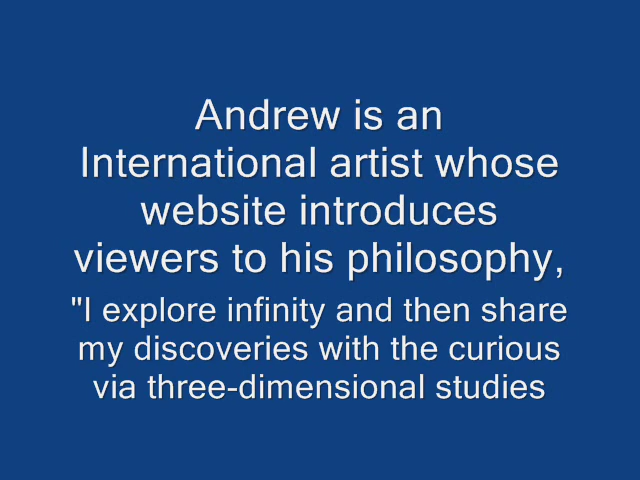 Andrew is an
International artist whose
website introduces
viewers to his philosophy,
"I explore infinity and then share
my discoveries with the curious
via three-dimensional studies